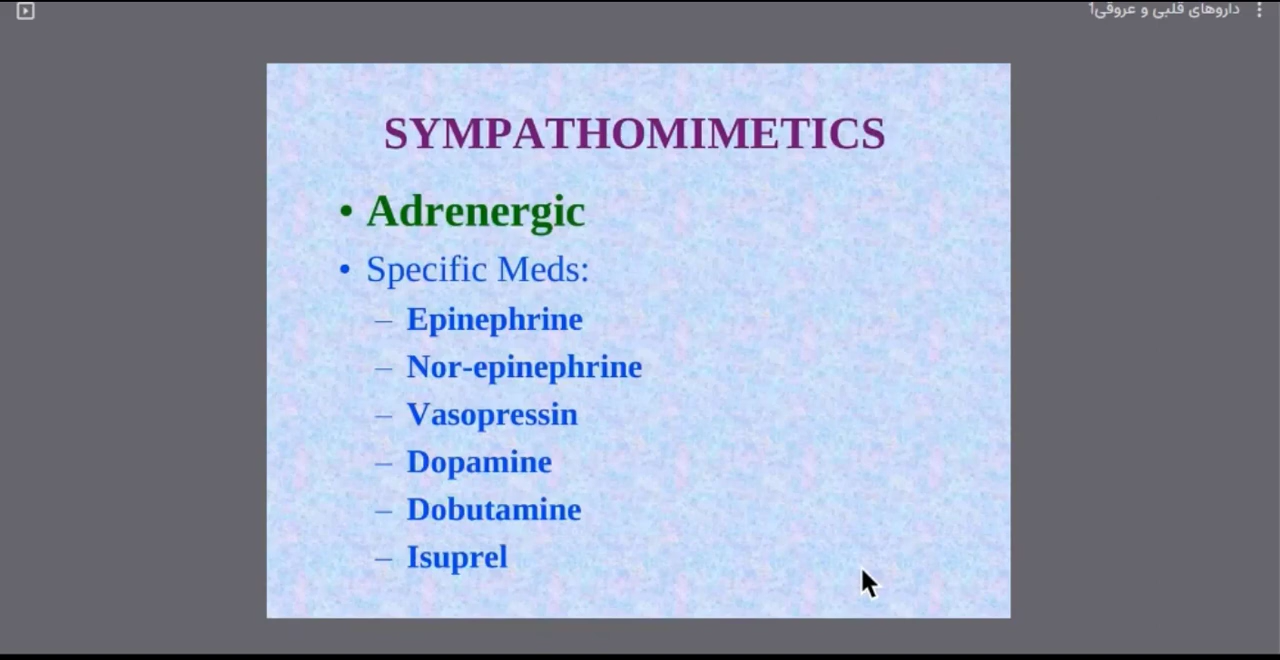 داروهای قلبی و عروقی1
SYMPATHOMIMETICS
• Adrenergic
• Specific Meds:
– Epinephrine
– Nor-epinephrine
– Vasopressin
– Dopamine
– Dobutamine
– Isuprel